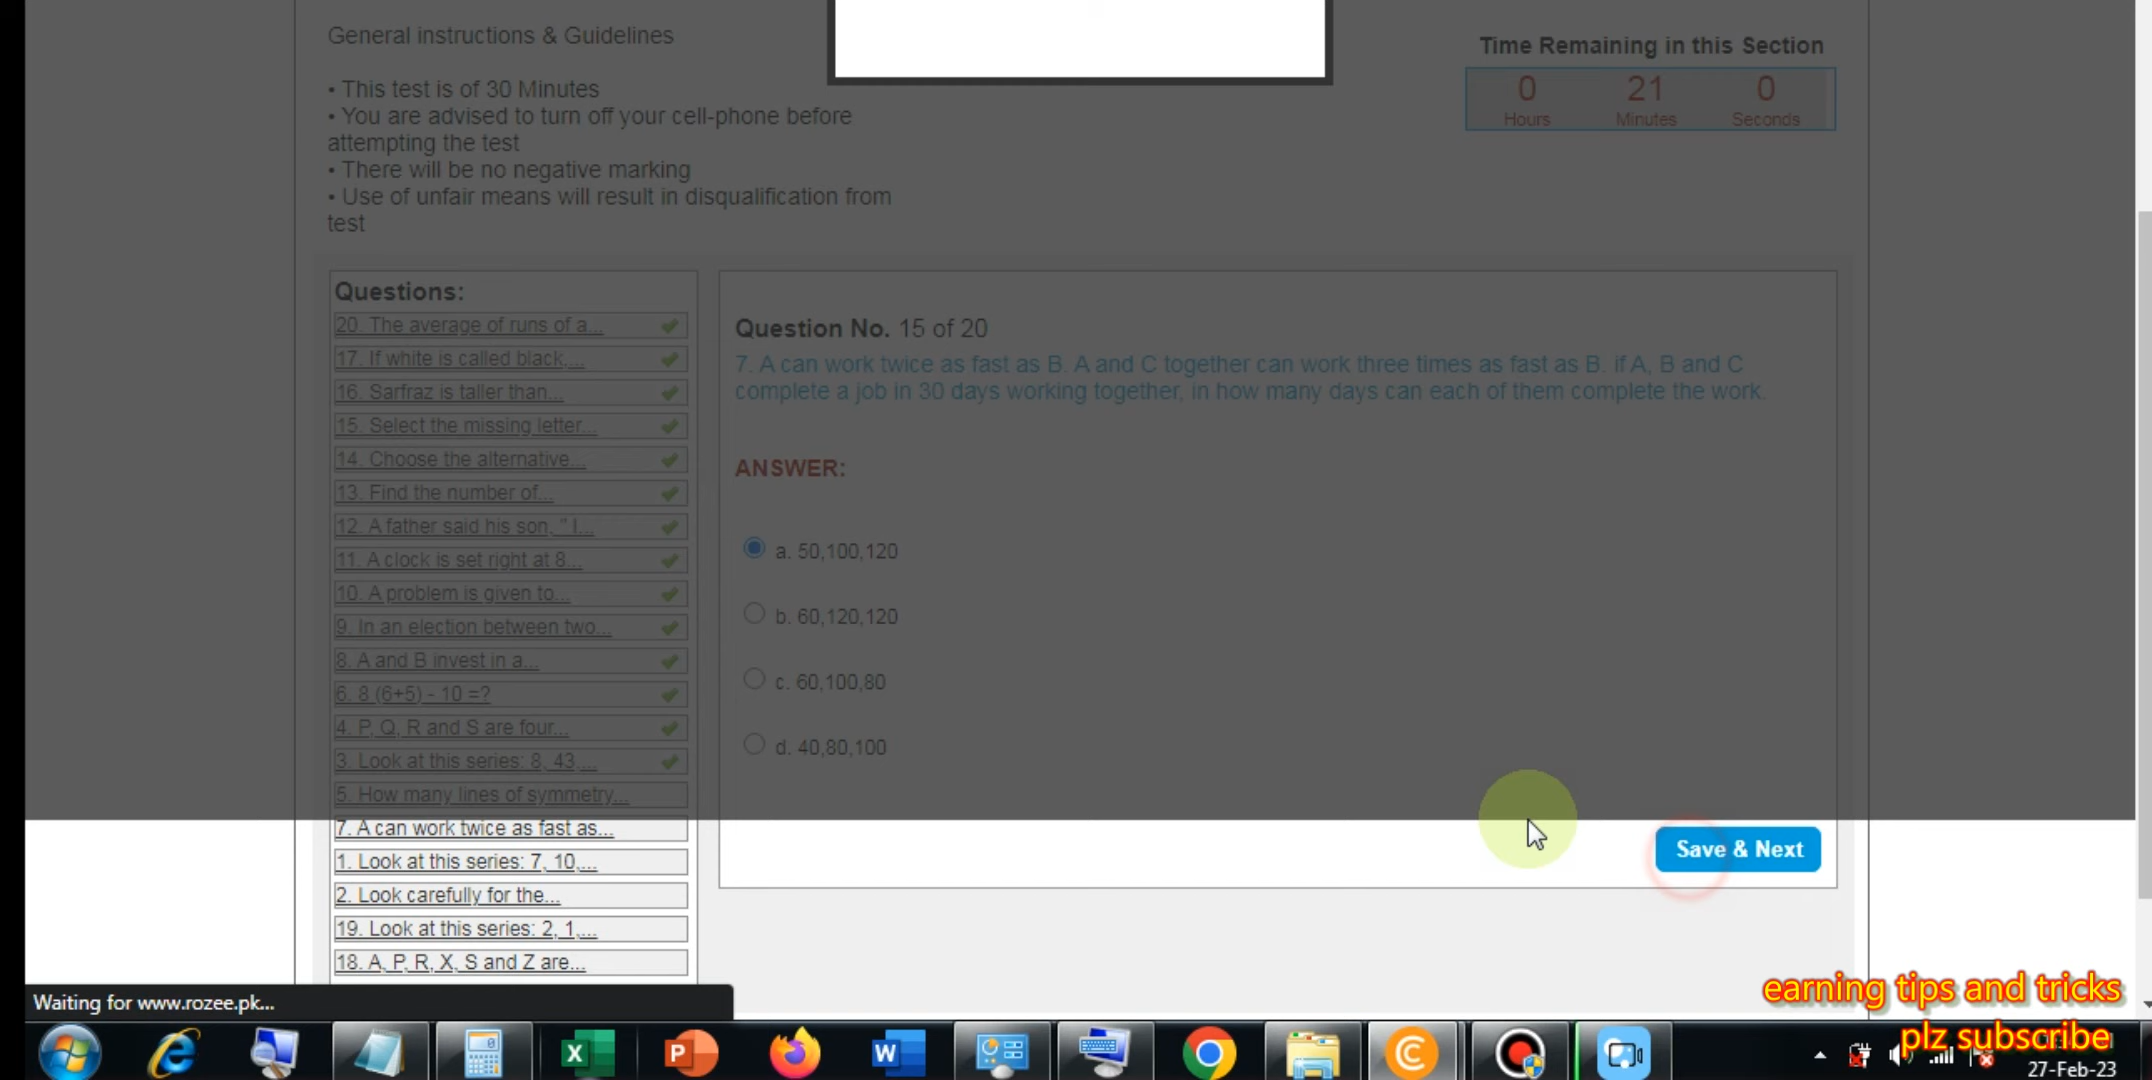 General instructions & Guidelines
• This test is of 30 Minutes
• You are advised to turn off your cell-phone before
attempting the test
• There will be no negative marking
• Use of unfair means will result in disqualification from
test
Time Remaining in this Section
0 21 0
Hours Minutes Seconds
Questions:
20. The average of runs of a...
17. If white is called black,...
16. Sarfraz is taller than...
15. Select the missing letter...
14. Choose the alternative...
13. Find the number of...
12. A father said his son, " I...
11. A clock is set right at 8...
10. A problem is given to...
9. In an election between two...
8. A and B invest in a...
6. 8 (6+5) - 10 =?
4. P, Q, R and S are four...
3. Look at this series: 8, 43,...
5. How many lines of symmetry...
7. A can work twice as fast as...
1. Look at this series: 7, 10,...
2. Look carefully for the...
19. Look at this series: 2, 1,...
18. A, P, R, X, S and Z are...
Question No. 15 of 20
7. A can work twice as fast as B. A and C together can work three times as fast as B. if A, B and C
complete a job in 30 days working together, in how many days can each of them complete the work.
ANSWER:
a. 50,100,120
b. 60,120,120
c. 60,100,80
d. 40,80,100
Save & Next
Waiting for www.rozee.pk...
earning tips and tricks
plz subscribe
27-Feb-23